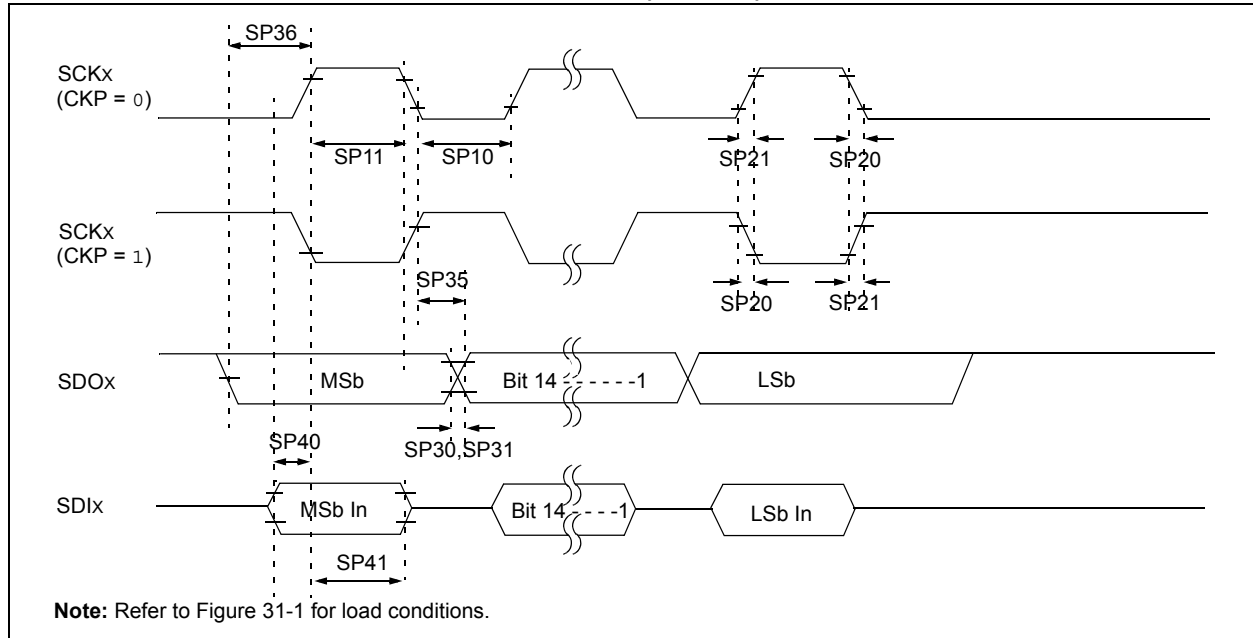 SP36
SCKx
(CKP = 0)
SP11
SP10
SP21
SP20
SCKx
(CKP = 1)
SP35
SP20
SP21
SDOx
MSb
Bit 14 - - - - - -1
LSb
SP40
SP30,SP31
SDIx
MSb In
Bit 14 - - - -1
LSb In
SP41
Note: Refer to Figure 31-1 for load conditions.